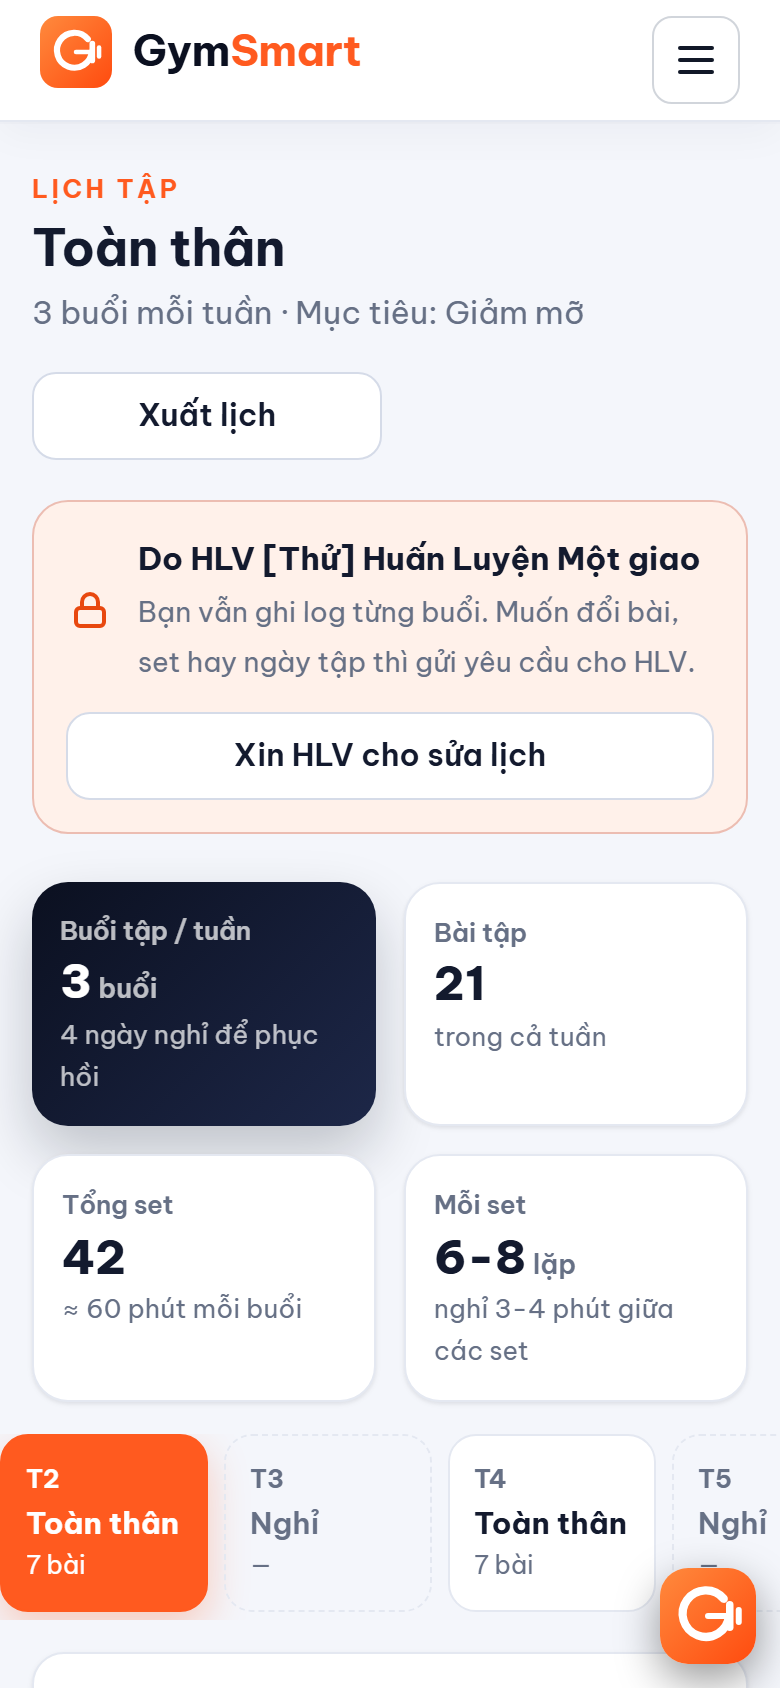 GymSmart
LỊCH TẬP
Toàn thân
3 buổi mỗi tuần · Mục tiêu: Giảm mỡ
Xuất lịch
Do HLV [Thử] Huấn Luyện Một giao
Bạn vẫn ghi log từng buổi. Muốn đổi bài,
set hay ngày tập thì gửi yêu cầu cho HLV.
Xin HLV cho sửa lịch
Buổi tập / tuần
3 buổi
4 ngày nghỉ để phục
hồi
Bài tập
21
trong cả tuần
Tổng set
42
≈ 60 phút mỗi buổi
Mỗi set
6-8 lặp
nghỉ 3-4 phút giữa
các set
T2
Toàn thân
7 bài
T3
Nghỉ
—
T4
Toàn thân
7 bài
T5
Nghỉ
—